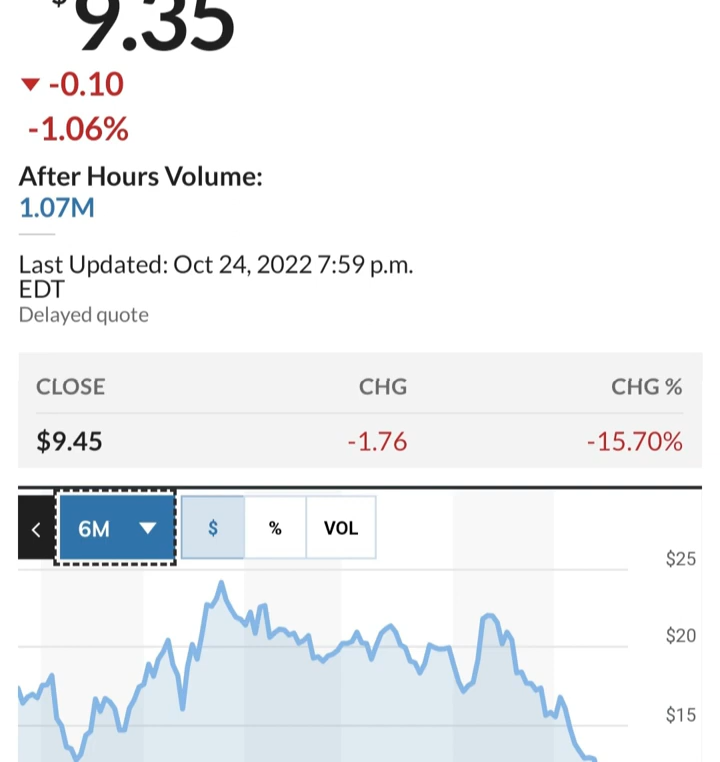 $9.35
-0.10
-1.06%
After Hours Volume:
1.07M
Last Updated: Oct 24, 2022 7:59 p.m.
EDT
Delayed quote
CLOSE CHG CHG %
$9.45 -1.76 -15.70%
6M $ % VOL
$25
$20
$15